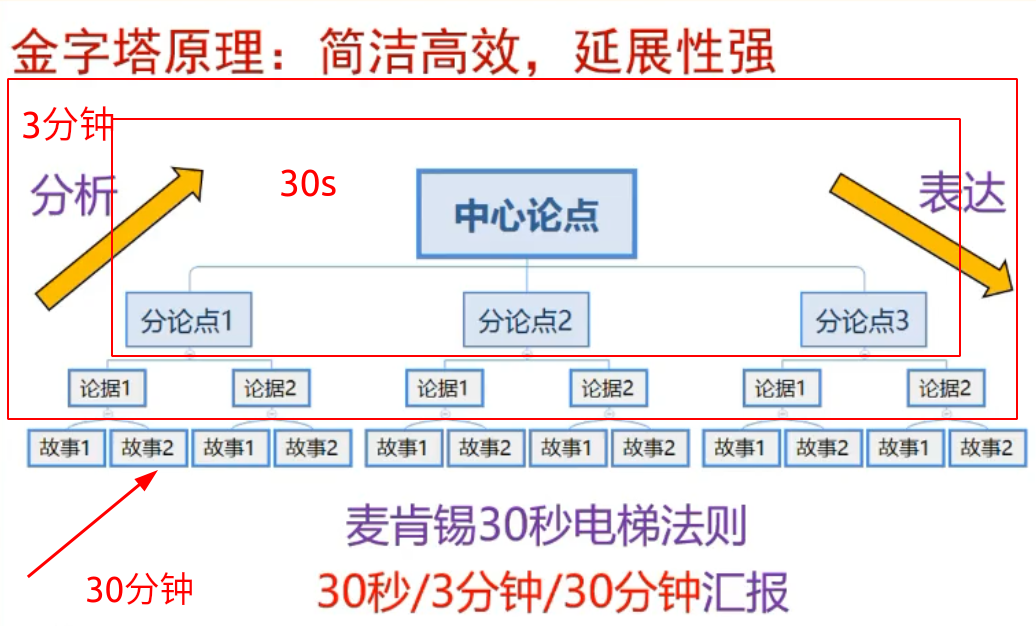 金字塔原理：简洁高效，延展性强
3分钟
30s
分析
表达
中心论点
分论点1 分论点2 分论点3
论据1 论据2 论据1 论据2 论据1 论据2
故事1 故事2 故事1 故事2 故事1 故事2 故事1 故事2 故事1 故事2 故事1 故事2
麦肯锡30秒电梯法则
30分钟
30秒/3分钟/30分钟汇报